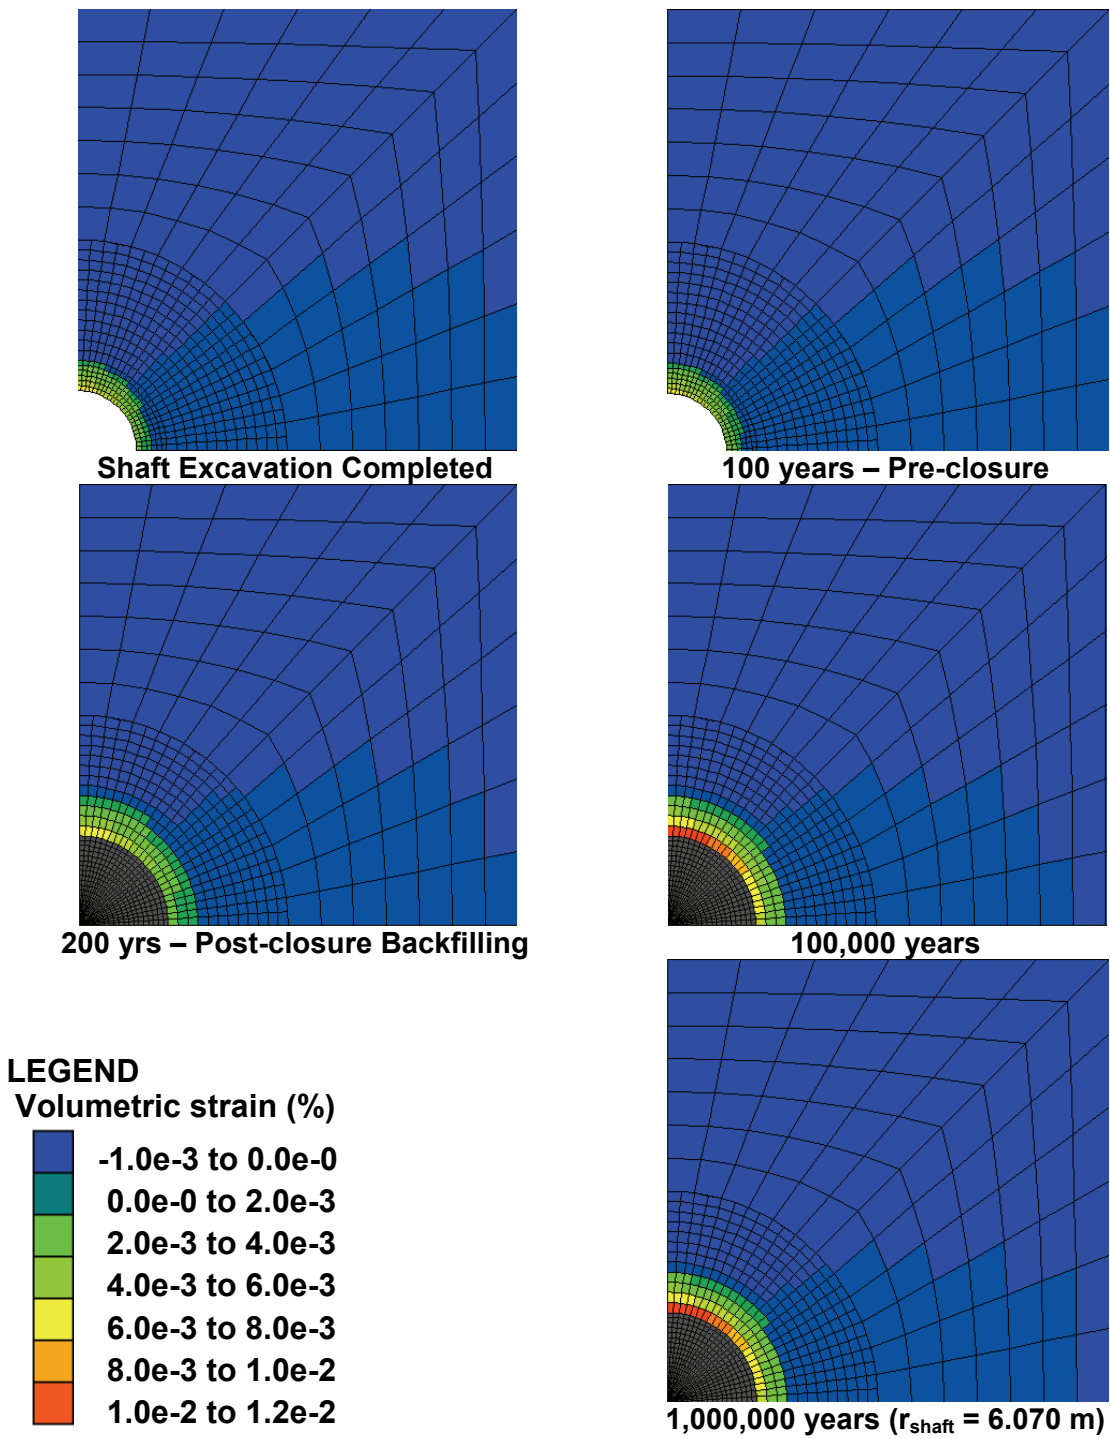 Shaft Excavation Completed
100 years – Pre-closure
200 yrs – Post-closure Backfilling
100,000 years
LEGEND
Volumetric strain (%)
-1.0e-3 to 0.0e-0
0.0e-0 to 2.0e-3
2.0e-3 to 4.0e-3
4.0e-3 to 6.0e-3
6.0e-3 to 8.0e-3
8.0e-3 to 1.0e-2
1.0e-2 to 1.2e-2
1,000,000 years (rshaft = 6.070 m)